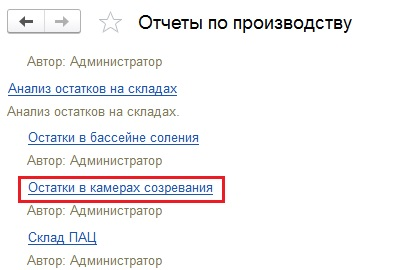 Отчеты по производству
Автор: Администратор
Анализ остатков на складах
Анализ остатков на складах.
Остатки в бассейне соления
Автор: Администратор
Остатки в камерах созревания
Автор: Администратор
Склад ПАЦ
Автор: Администратор